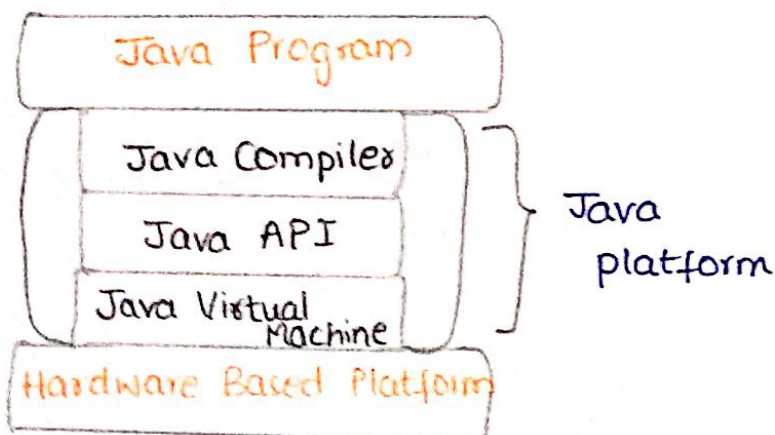 Java Program
Java Compiler
Java API
Java Virtual
Machine
Java
platform
Hardware Based Platform